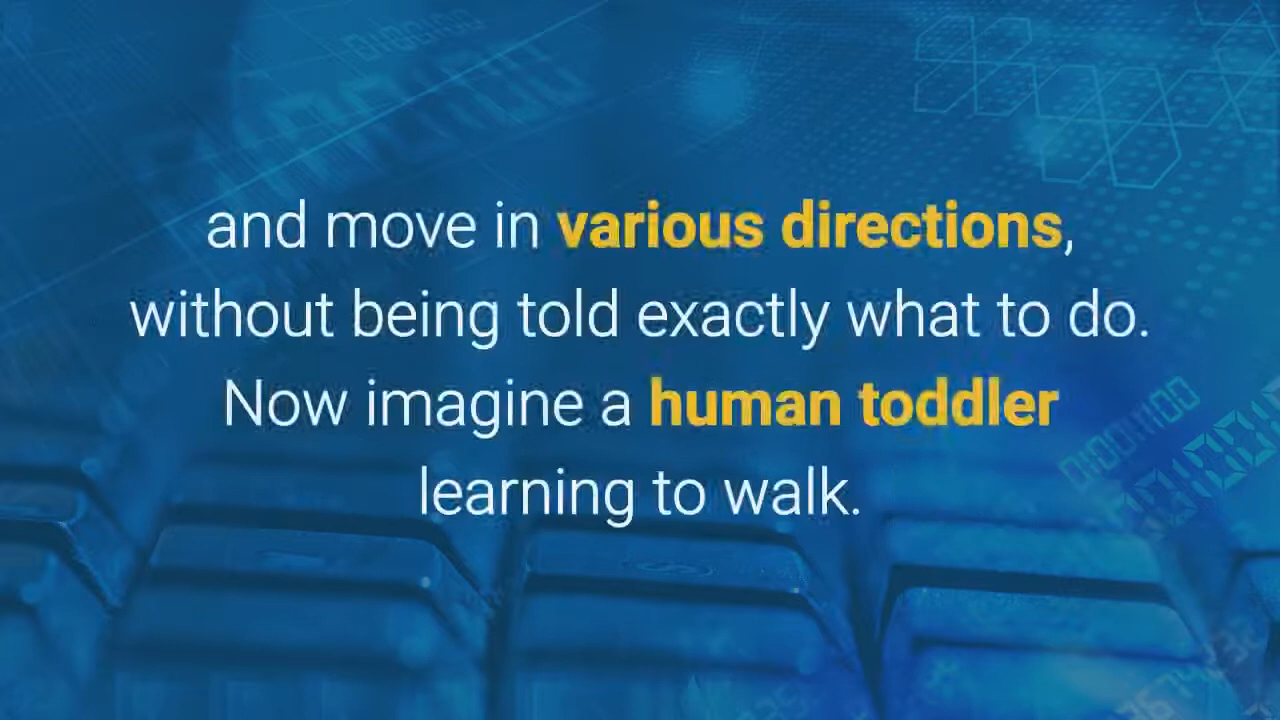 and move in various directions,
without being told exactly what to do.
Now imagine a human toddler
learning to walk.